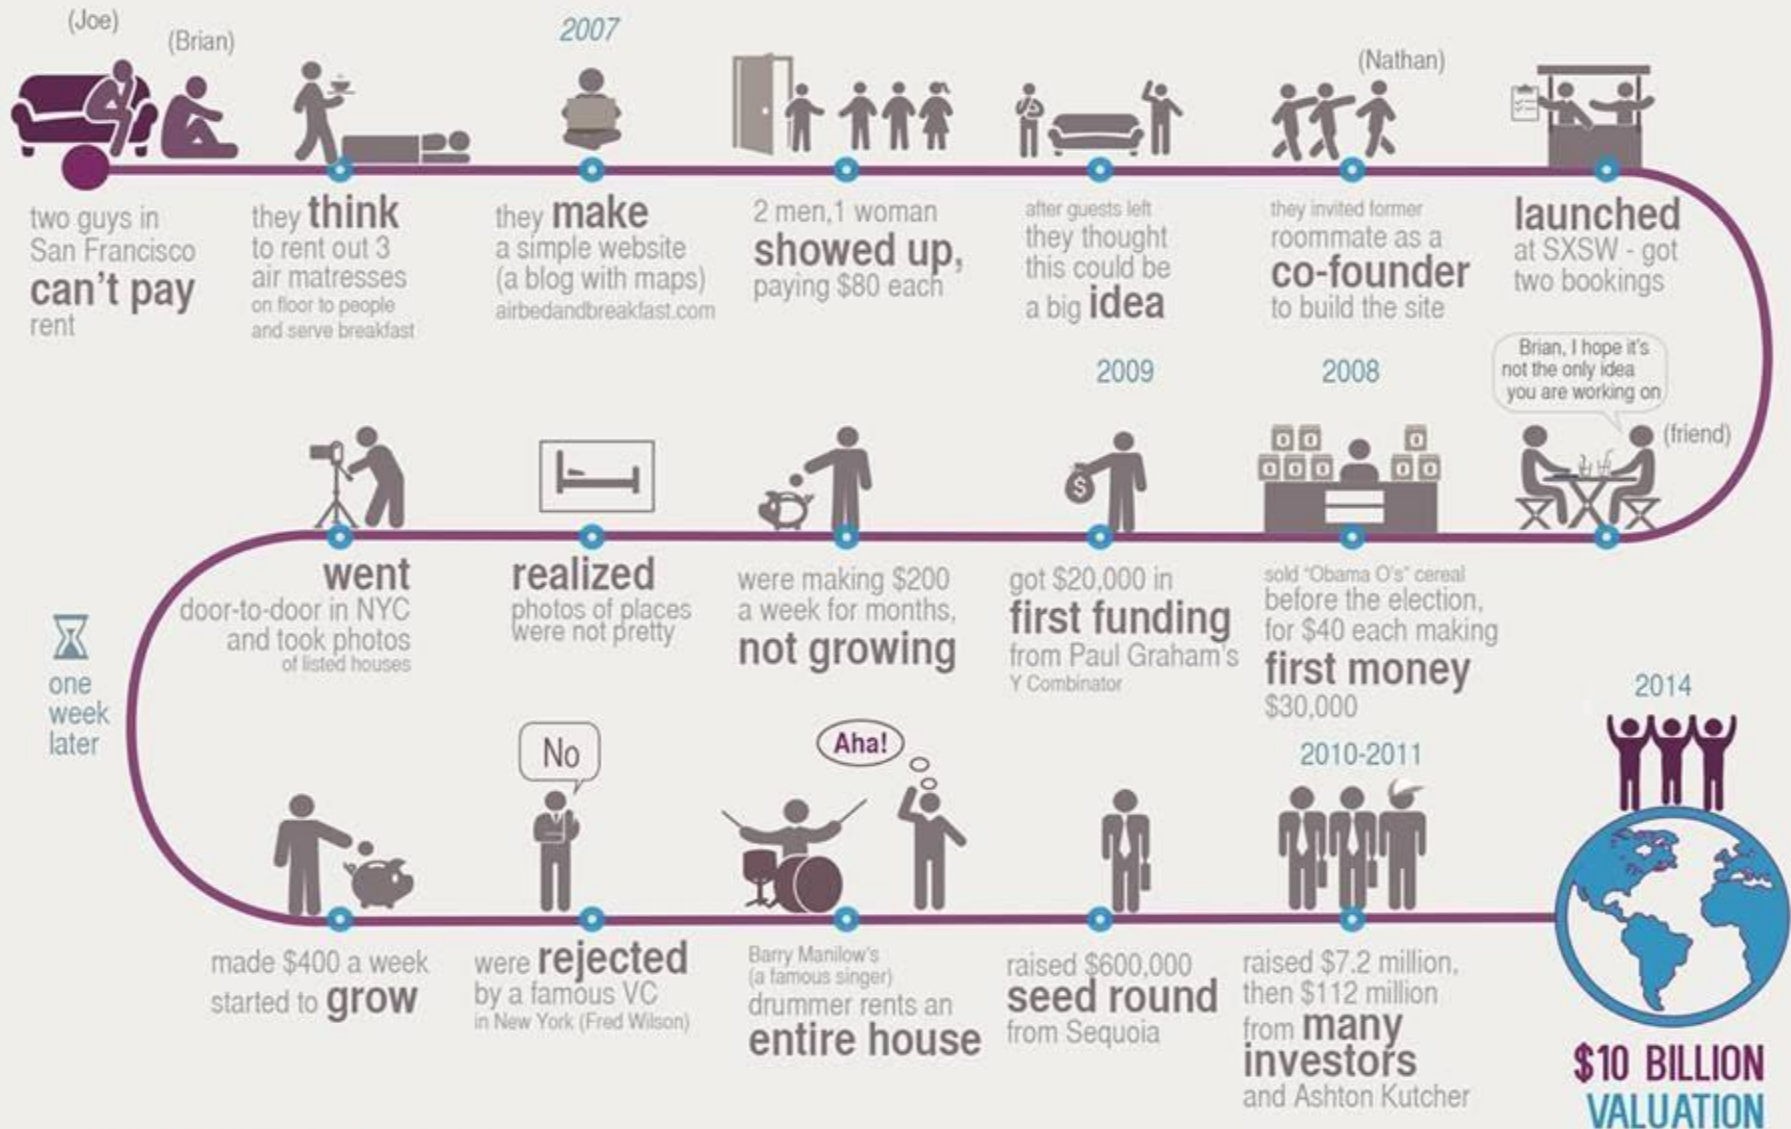 (Joe)
(Brian)
two guys in
San Francisco
can't pay
rent
they think
to rent out 3
air matresses
on floor to people
and serve breakfast
2007
they make
a simple website
(a blog with maps)
airbedandbreakfast.com
2 men,1 woman
showed up,
paying $80 each
after guests left
they thought
this could be
a big idea
(Nathan)
they invited former
roommate as a
co-founder
to build the site
launched
at SXSW - got
two bookings
Brian, I hope it's
not the only idea
you are working on
(friend)
2008
sold "Obama O's" cereal
before the election,
for $40 each making
first money
$30,000
2009
got $20,000 in
first funding
from Paul Graham's
Y Combinator
were making $200
a week for months,
not growing
realized
photos of places
were not pretty
went
door-to-door in NYC
and took photos
of listed houses
one
week
later
made $400 a week
started to grow
No
were rejected
by a famous VC
in New York (Fred Wilson)
Aha!
Barry Manilow's
(a famous singer)
drummer rents an
entire house
raised $600,000
seed round
from Sequoia
2010-2011
raised $7.2 million,
then $112 million
from many
investors
and Ashton Kutcher
2014
$10 BILLION
VALUATION